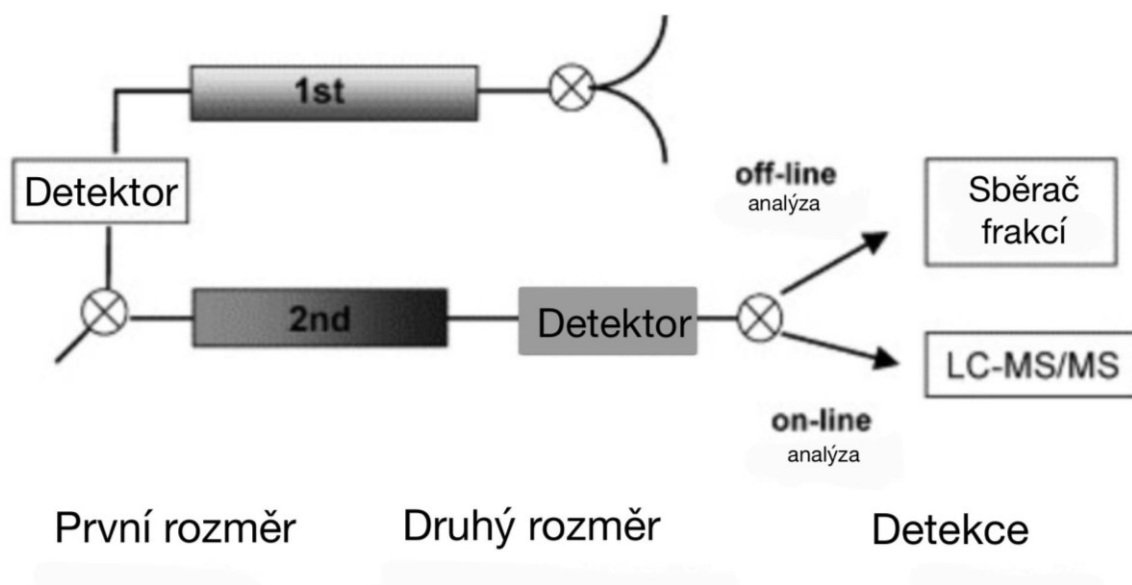 1st
Detektor
off-line
analýza
Sběrač
frakcí
2nd
Detektor
LC-MS/MS
on-line
analýza
První rozměr
Druhý rozměr
Detekce